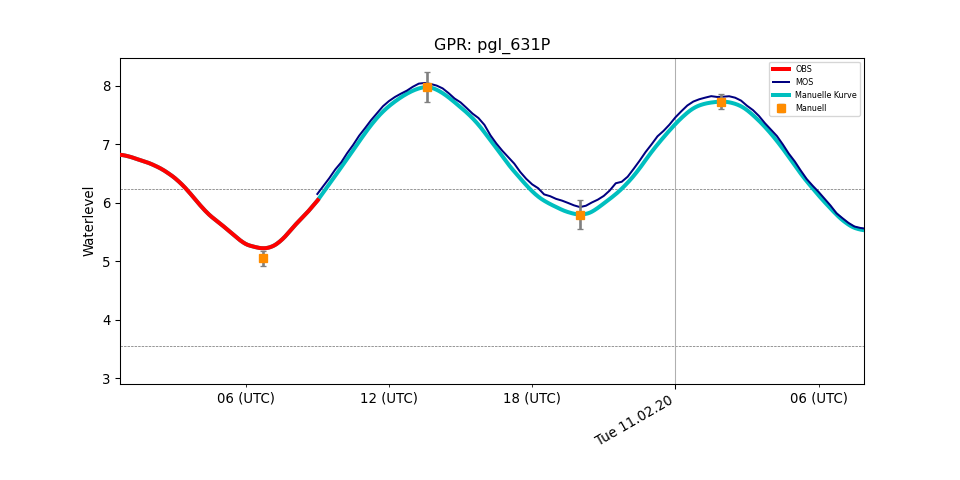 GPR: pgl_631P
OBS
MOS
Manuelle Kurve
Manuell
Waterlevel
8
7
6
5
4
3
06 (UTC)
12 (UTC)
18 (UTC)
Tue 11.02.20
06 (UTC)